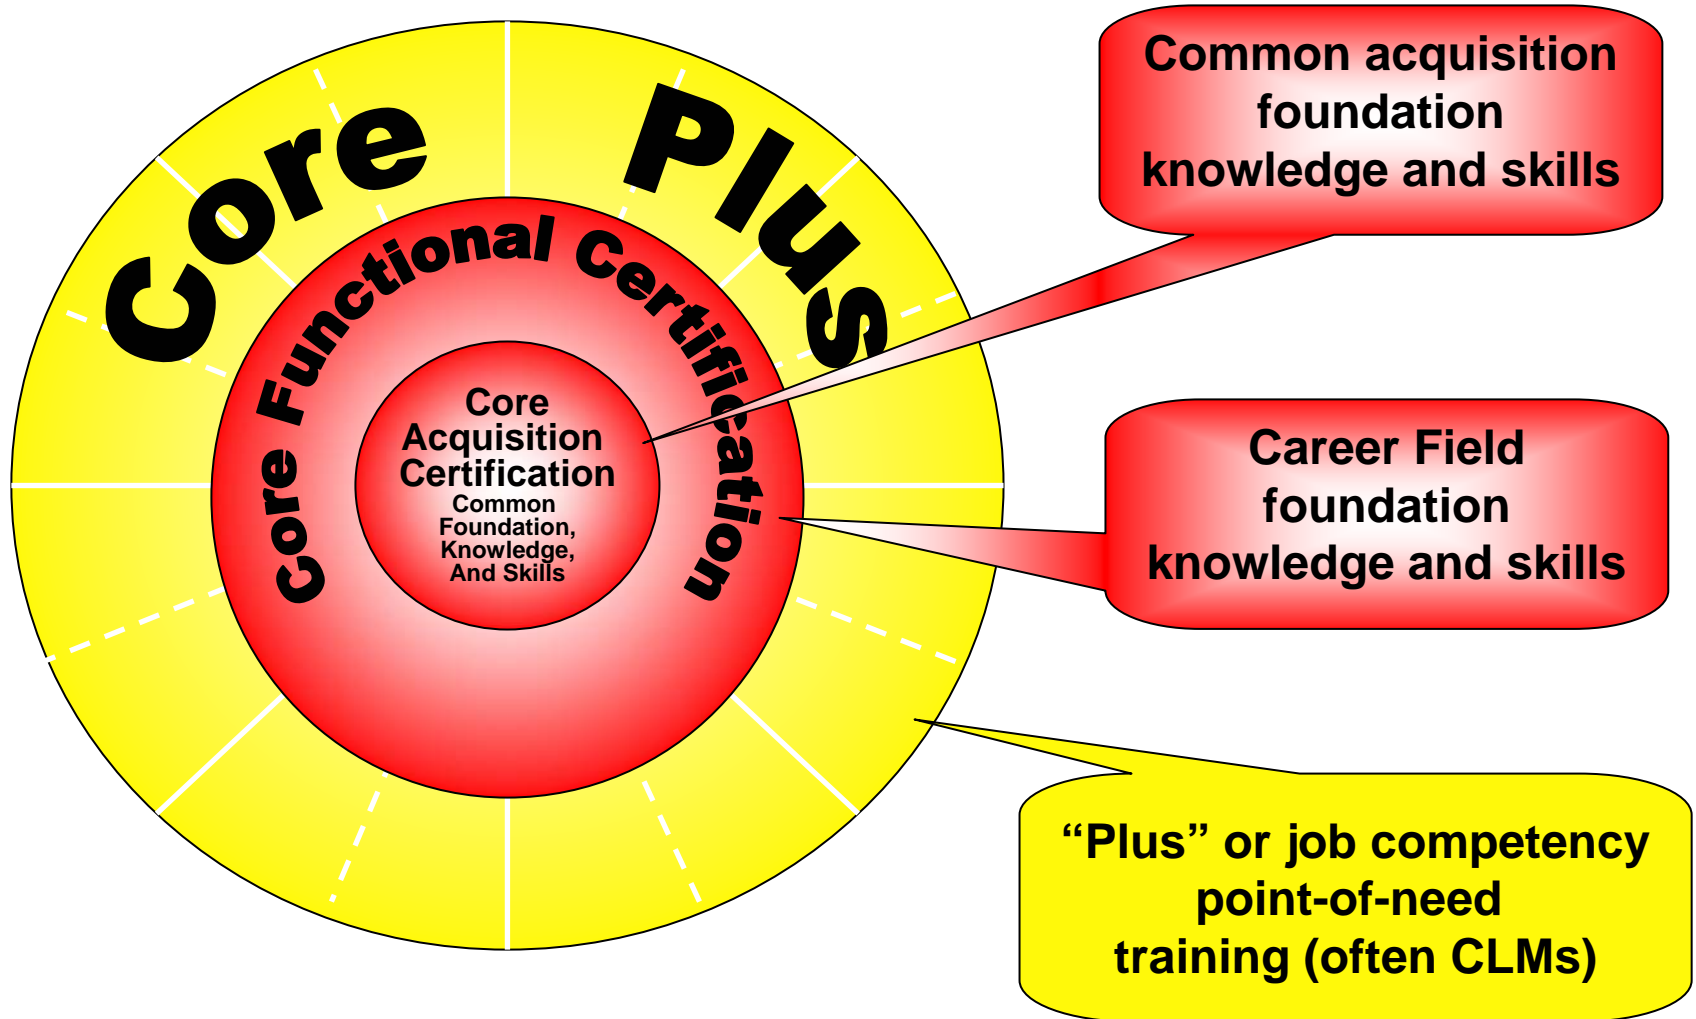 Core Plus
Core Functional Certification
Core
Acquisition
Certification
Common
Foundation,
Knowledge,
And Skills
Common acquisition
foundation
knowledge and skills
Career Field
foundation
knowledge and skills
“Plus” or job competency
point-of-need
training (often CLMs)